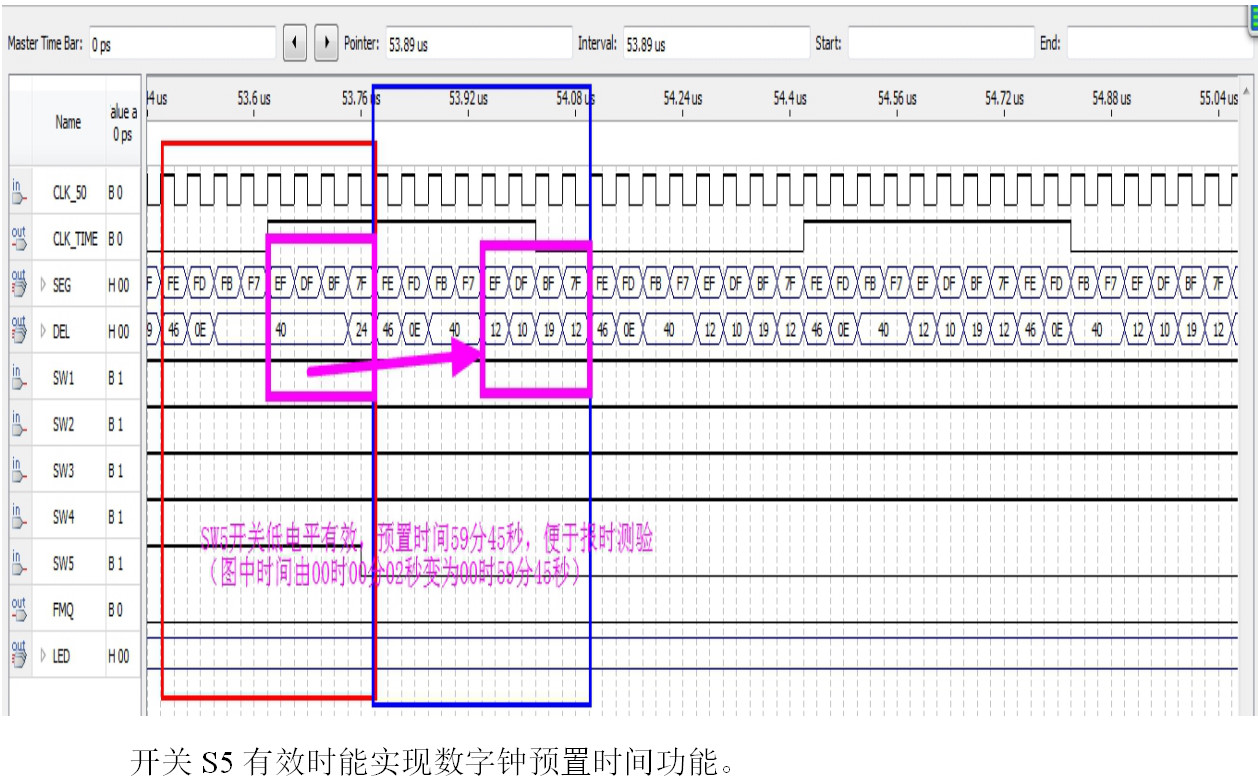 Master Time Bar: 0 ps Pointer: 53.89 us Interval: 53.89 us Start: End:
Name alue a 0 ps
4 us 53.6 us 53.76 us 53.92 us 54.08 us 54.24 us 54.4 us 54.56 us 54.72 us 54.88 us 55.04 us
in CLK_50 B 0
out CLK_TIME B 0
out SEG H 00 F FE FD FB F7 EF DF BF 7F FE FD FB F7 EF DF BF 7F FE FD FB F7 EF DF BF 7F FE FD FB F7 EF DF BF 7F FE FD FB F7 EF DF BF 7F
out DEL H 00 9 46 0E 40 24 46 0E 40 12 10 19 12 46 0E 40 12 10 19 12 46 0E 40 12 10 19 12 46 0E 40 12 10 19 12
in SW1 B 1
in SW2 B 1
in SW3 B 1
in SW4 B 1
SW5开关低电平有效，预置时间59分45秒，便于报时测验
in SW5 B 1
（图中时间由00时00分02秒变为00时59分45秒）
out FMQ B 0
out LED H 00
开关 S5 有效时能实现数字钟预置时间功能。